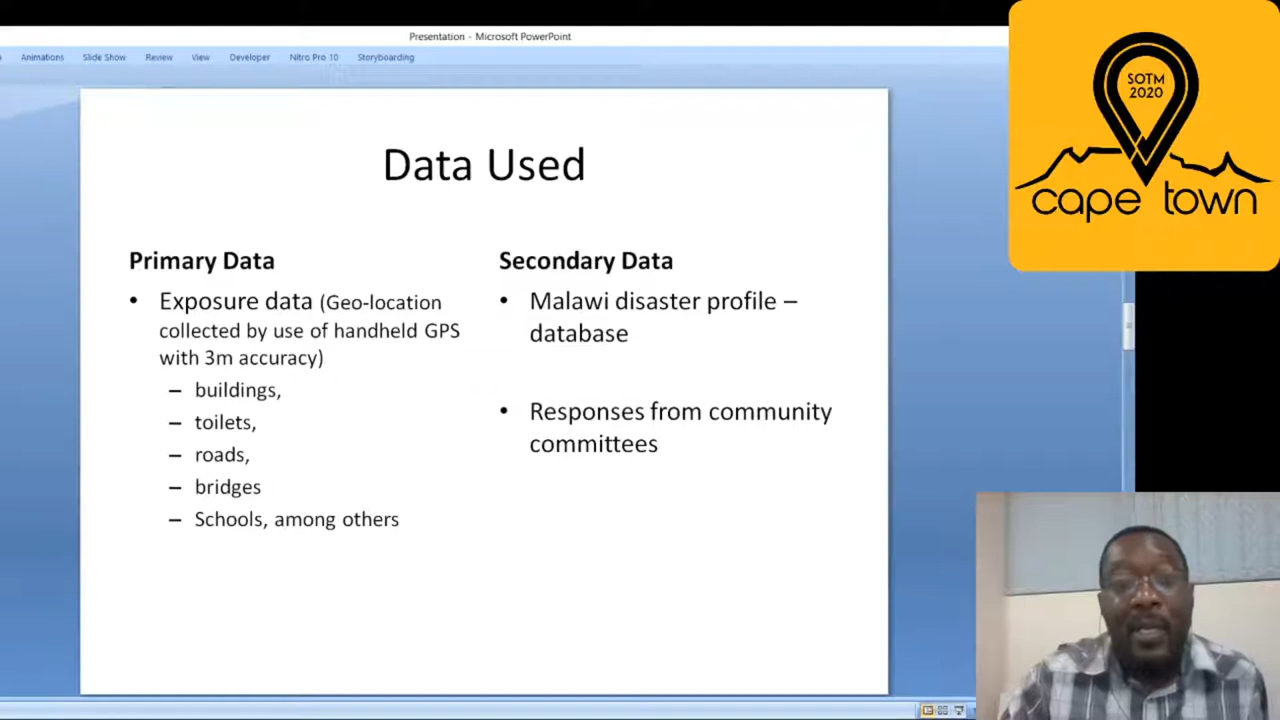 Presentation - Microsoft PowerPoint
Animations Slide Show Review View Developer Nitro Pro 10 Storyboarding
SOTM
2020
cape town
Data Used
Primary Data
• Exposure data (Geo-location
collected by use of handheld GPS
with 3m accuracy)
– buildings,
– toilets,
– roads,
– bridges
– Schools, among others
Secondary Data
• Malawi disaster profile –
database
• Responses from community
committees